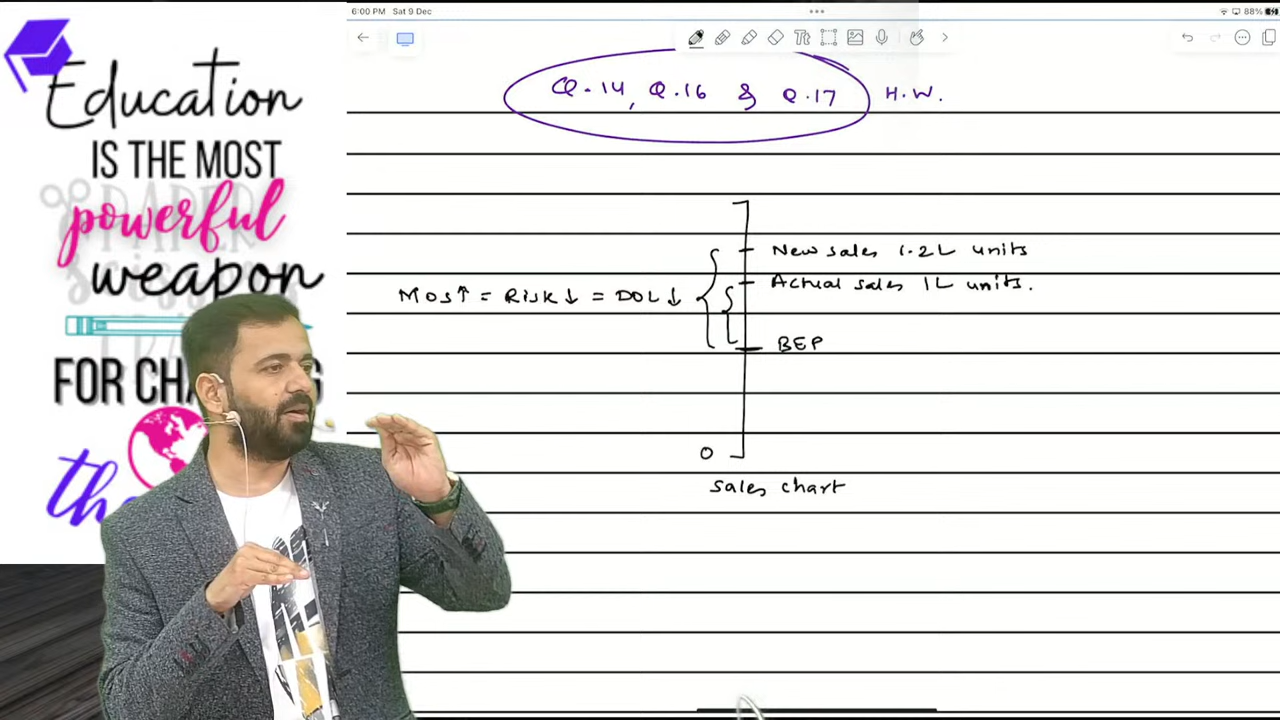 6:00 PM Sat 9 Dec
88%
Education
IS THE MOST
powerful
weapon
FOR CHA
the
Q.14, Q.16 & Q.17 H.W.
New sales 1.2L units
Actual sales 1L units.
MOS↑ = Risk↓ = DOL↓
BEP
0
sales chart